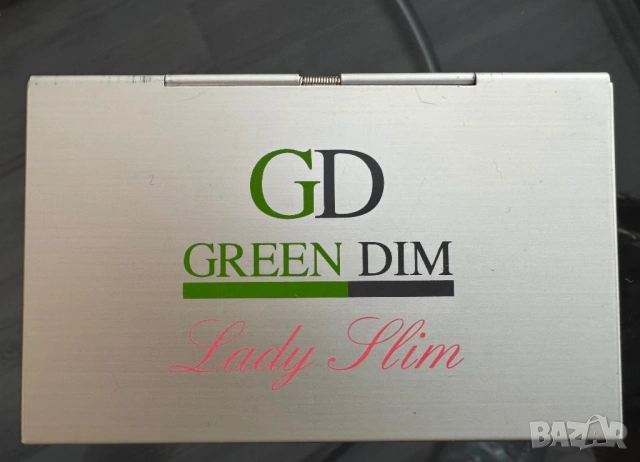 GD
GREEN DIM
Lady Slim
BAZAR